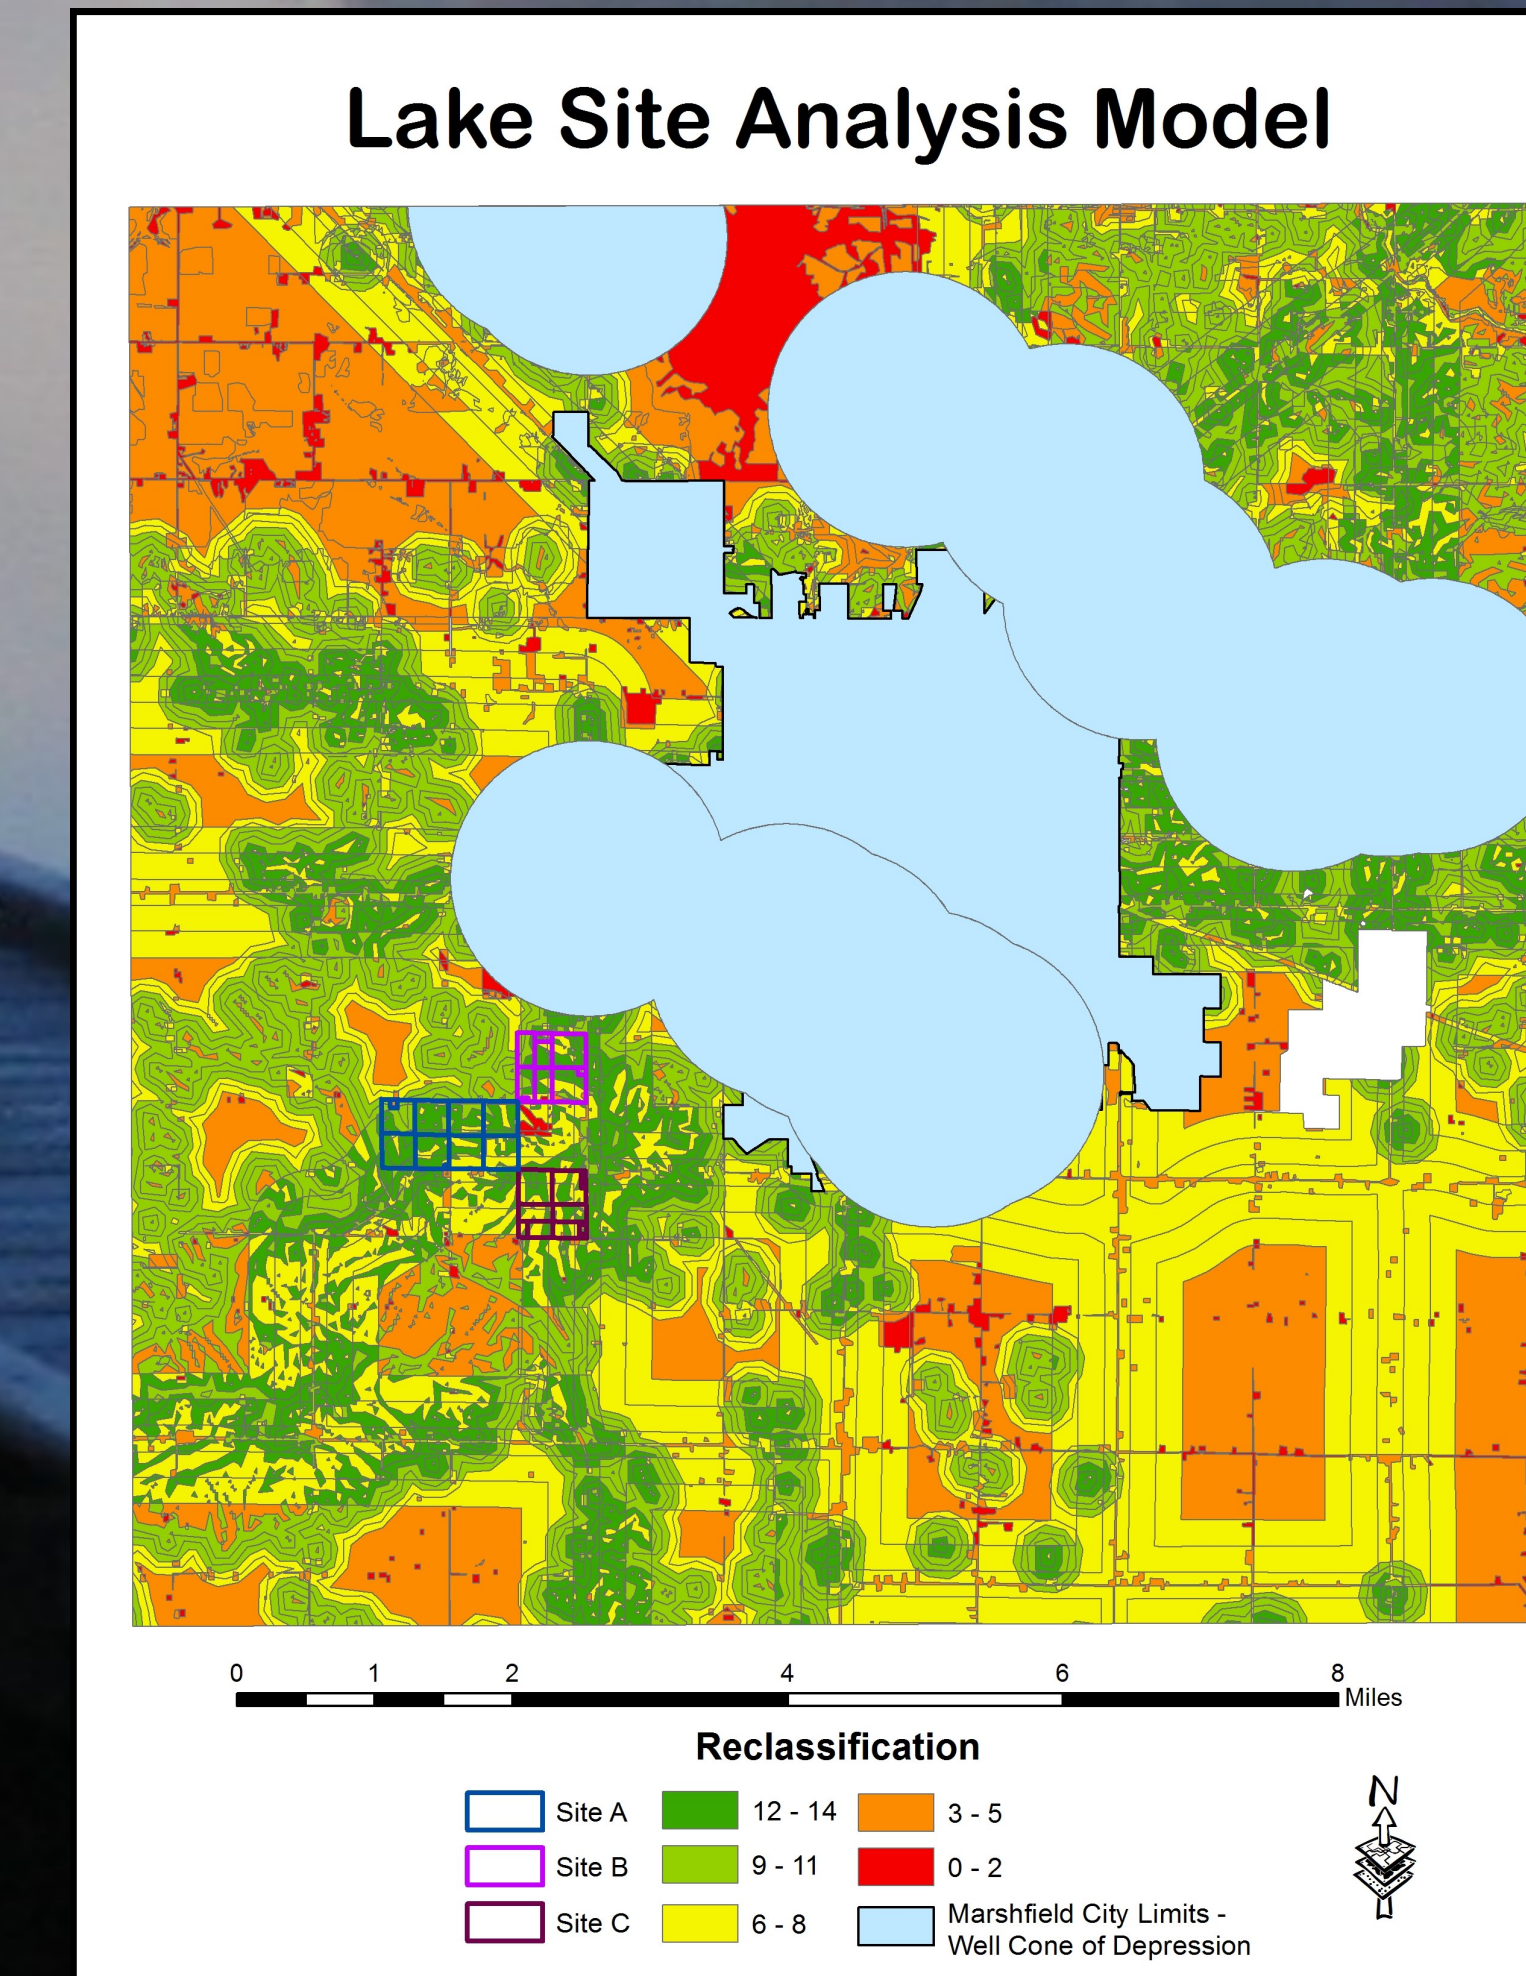 Lake Site Analysis Model
0 1 2 4 6 8
Miles
Reclassification
Site A
12 - 14
3 - 5
Site B
9 - 11
0 - 2
Site C
6 - 8
Marshfield City Limits -
Well Cone of Depression
N